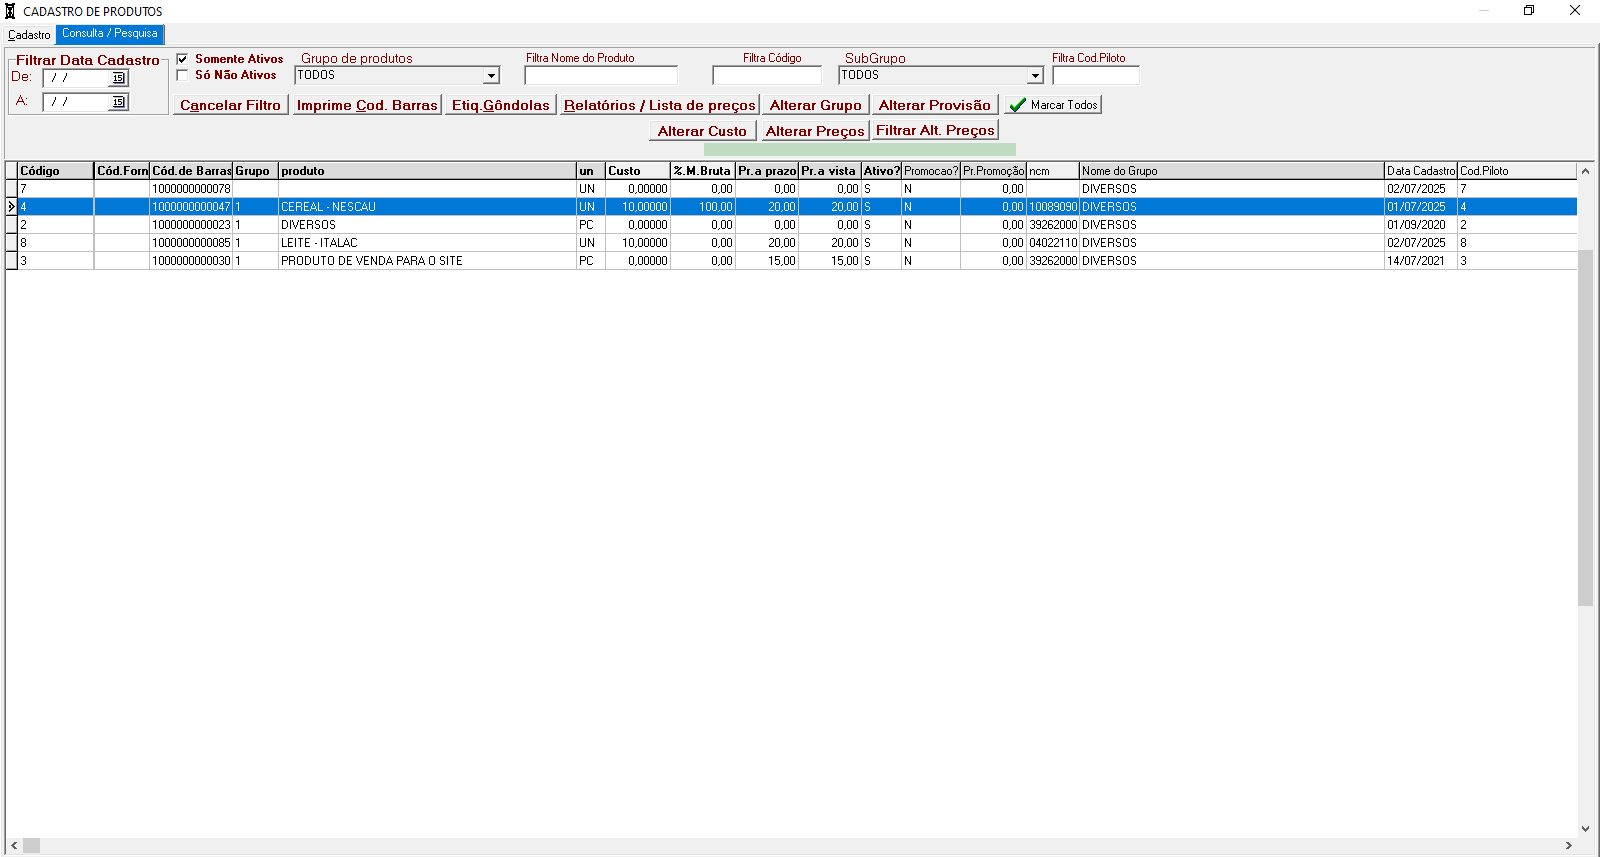 CADASTRO DE PRODUTOS
Cadastro Consulta / Pesquisa
Filtrar Data Cadastro
De: / / 15
A: / / 15
Somente Ativos
Só Não Ativos
Grupo de produtos
TODOS
Filtra Nome do Produto
Filtra Código
SubGrupo
TODOS
Filtra Cod.Piloto
Cancelar Filtro Imprime Cod. Barras Etiq.Gôndolas Relatórios / Lista de preços Alterar Grupo Alterar Provisão Marcar Todos
Alterar Custo Alterar Preços Filtrar Alt. Preços
Código Cód.Forn Cód.de Barras Grupo produto un Custo %.M.Bruta Pr.a prazo Pr.a vista Ativo? Promocao? Pr.Promoção ncm Nome do Grupo Data Cadastro Cod.Piloto
7 1000000000078 UN 0,00000 0,00 0,00 0,00 S N 0,00 DIVERSOS 02/07/2025 7
4 1000000000047 1 CEREAL - NESCAU UN 10,00000 100,00 20,00 20,00 S N 0,00 10089090 DIVERSOS 01/07/2025 4
2 1000000000023 1 DIVERSOS PC 0,00000 0,00 0,00 0,00 S N 0,00 39262000 DIVERSOS 01/09/2020 2
8 1000000000085 1 LEITE - ITALAC UN 10,00000 0,00 20,00 20,00 S N 0,00 04022110 DIVERSOS 02/07/2025 8
3 1000000000030 1 PRODUTO DE VENDA PARA O SITE PC 0,00000 0,00 15,00 15,00 S N 0,00 39262000 DIVERSOS 14/07/2021 3